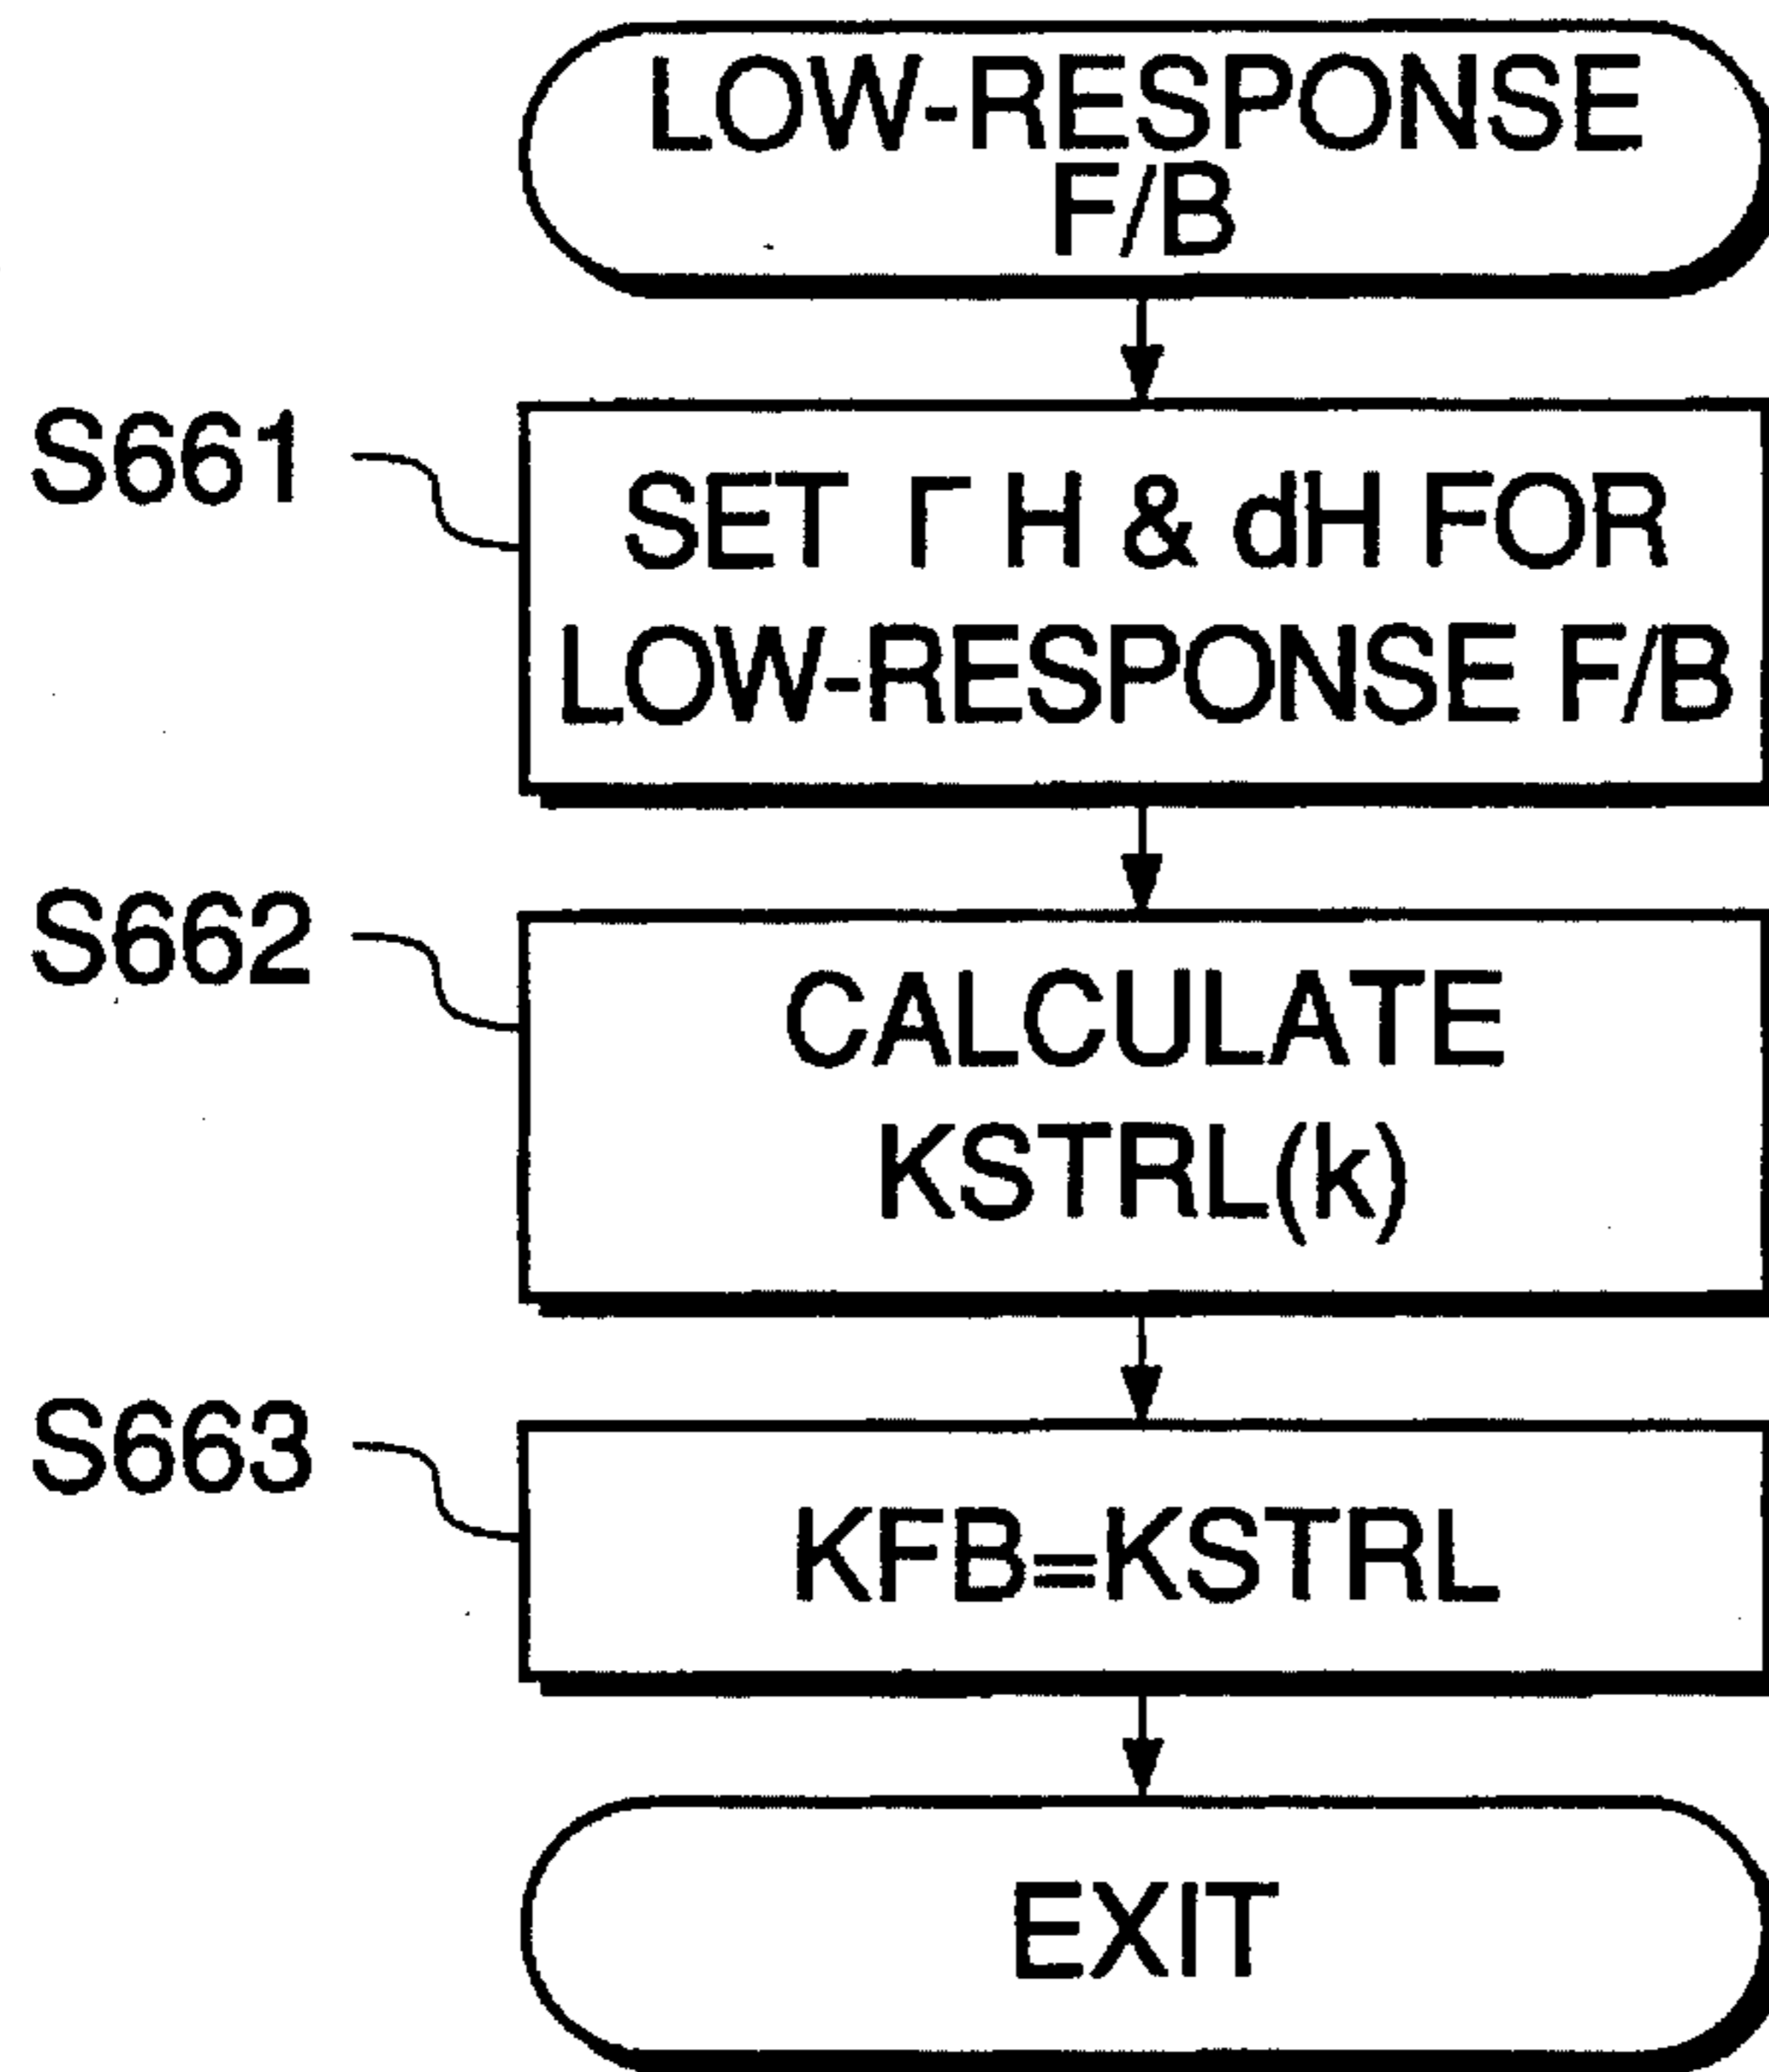 LOW-RESPONSE
F/B
S661
SET Γ H & dH FOR
LOW-RESPONSE F/B
S662
CALCULATE
KSTRL(k)
S663
KFB=KSTRL
EXIT